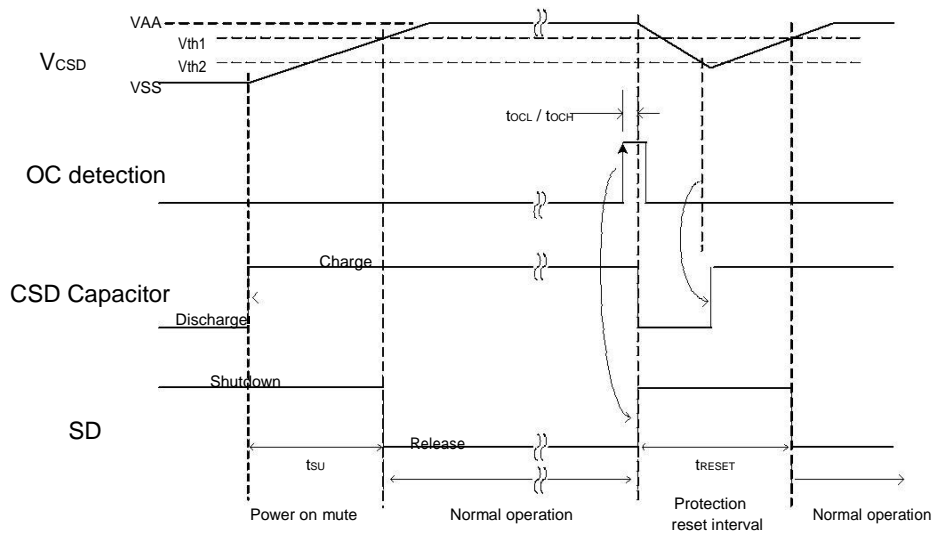 VAA
Vth1
VCSD
Vth2
VSS
tOCL / tOCH
OC detection
Charge
CSD Capacitor
Discharge
Shutdown
SD
Release
tSU
tRESET
Power on mute
Normal operation
Protection
reset interval
Normal operation